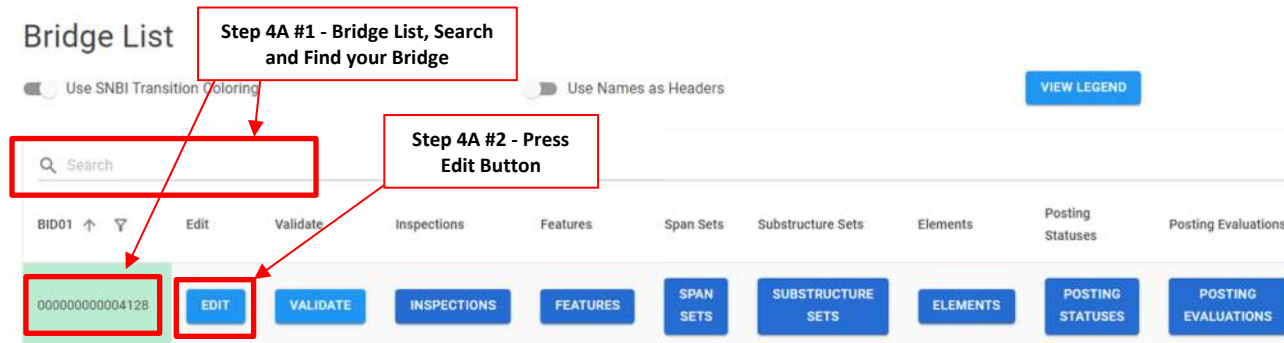 Bridge List
Step 4A #1 - Bridge List, Search
and Find your Bridge
Use SNBI Transition Coloring
Use Names as Headers
VIEW LEGEND
Step 4A #2 - Press
Edit Button
Search
BID01
Edit
Validate
Inspections
Features
Span Sets
Substructure Sets
Elements
Posting
Statuses
Posting Evaluations
000000000004128
EDIT
VALIDATE
INSPECTIONS
FEATURES
SPAN
SETS
SUBSTRUCTURE
SETS
ELEMENTS
POSTING
STATUSES
POSTING
EVALUATIONS